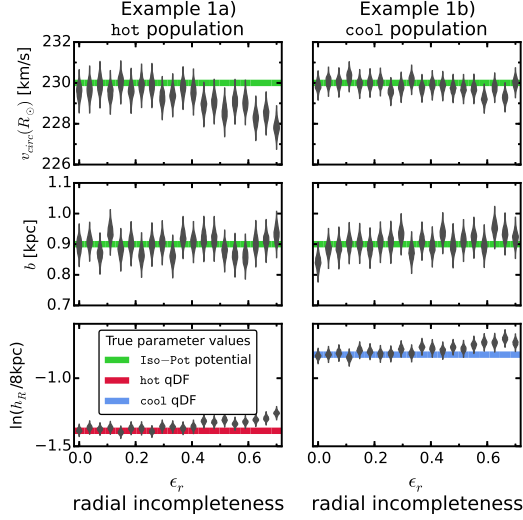 Example 1a)
hot population
Example 1b)
cool population
232
230
228
226
v_circ(R_⊙) [km/s]
1.1
1.0
0.9
0.8
0.7
b [kpc]
−1.0
−1.5
ln(h_R/8kpc)
True parameter values
Iso−Pot potential
hot qDF
cool qDF
0.0 0.2 0.4 0.6
0.0 0.2 0.4 0.6
ϵ_r
ϵ_r
radial incompleteness
radial incompleteness